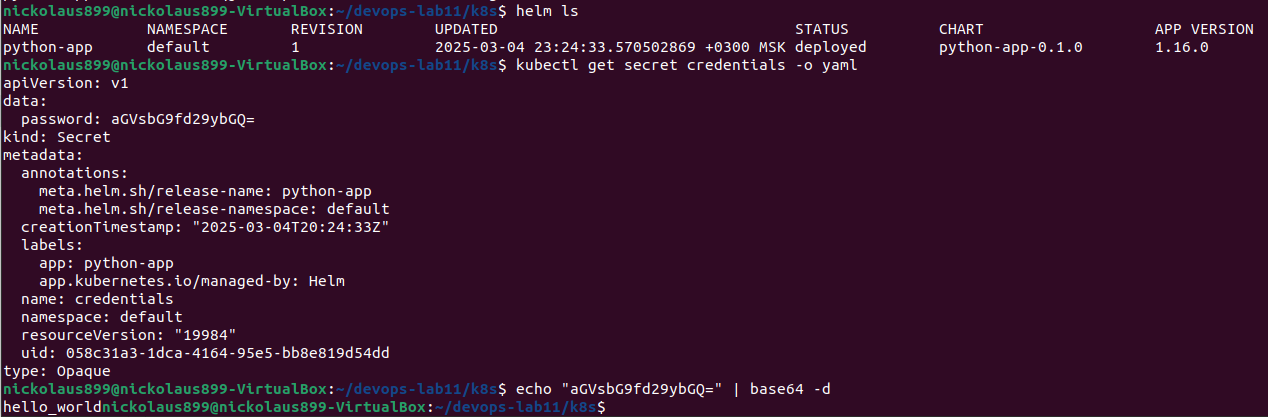 nickolaus899@nickolaus899-VirtualBox:~/devops-lab11/k8s$ helm ls
NAME NAMESPACE REVISION UPDATED STATUS CHART APP VERSION
python-app default 1 2025-03-04 23:24:33.570502869 +0300 MSK deployed python-app-0.1.0 1.16.0
nickolaus899@nickolaus899-VirtualBox:~/devops-lab11/k8s$ kubectl get secret credentials -o yaml
apiVersion: v1
data:
  password: aGVsbG9fd29ybGQ=
kind: Secret
metadata:
  annotations:
    meta.helm.sh/release-name: python-app
    meta.helm.sh/release-namespace: default
  creationTimestamp: "2025-03-04T20:24:33Z"
  labels:
    app: python-app
    app.kubernetes.io/managed-by: Helm
  name: credentials
  namespace: default
  resourceVersion: "19984"
  uid: 058c31a3-1dca-4164-95e5-bb8e819d54dd
type: Opaque
nickolaus899@nickolaus899-VirtualBox:~/devops-lab11/k8s$ echo "aGVsbG9fd29ybGQ=" | base64 -d
hello_worldnickolaus899@nickolaus899-VirtualBox:~/devops-lab11/k8s$